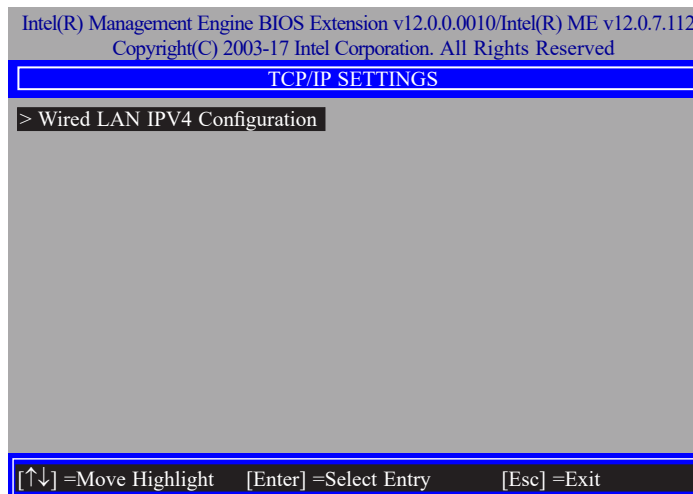 Intel(R) Management Engine BIOS Extension v12.0.0.0010/Intel(R) ME v12.0.7.112
Copyright(C) 2003-17 Intel Corporation. All Rights Reserved
TCP/IP SETTINGS
> Wired LAN IPV4 Configuration
[↑↓] =Move Highlight [Enter] =Select Entry [Esc] =Exit